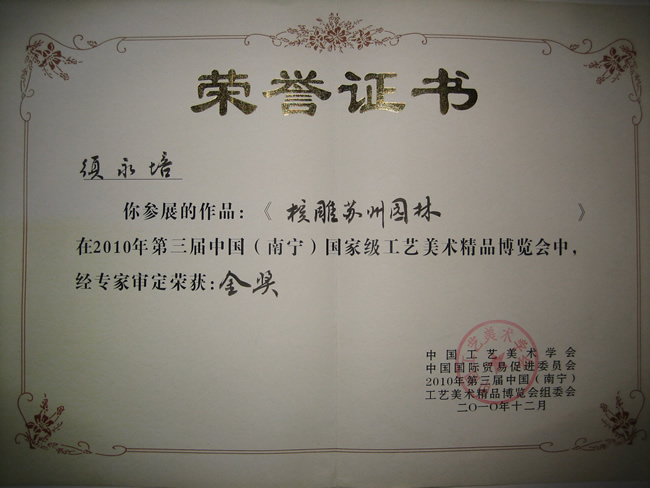 荣誉证书
须永培
你参展的作品：《核雕苏州园林》
在2010年第三届中国（南宁）国家级工艺美术精品博览会中，
经专家审定荣获：金奖
中国工艺美术学会
中国国际贸易促进委员会
2010年第三届中国（南宁）
工艺美术精品博览会组委会
二〇一〇年十二月